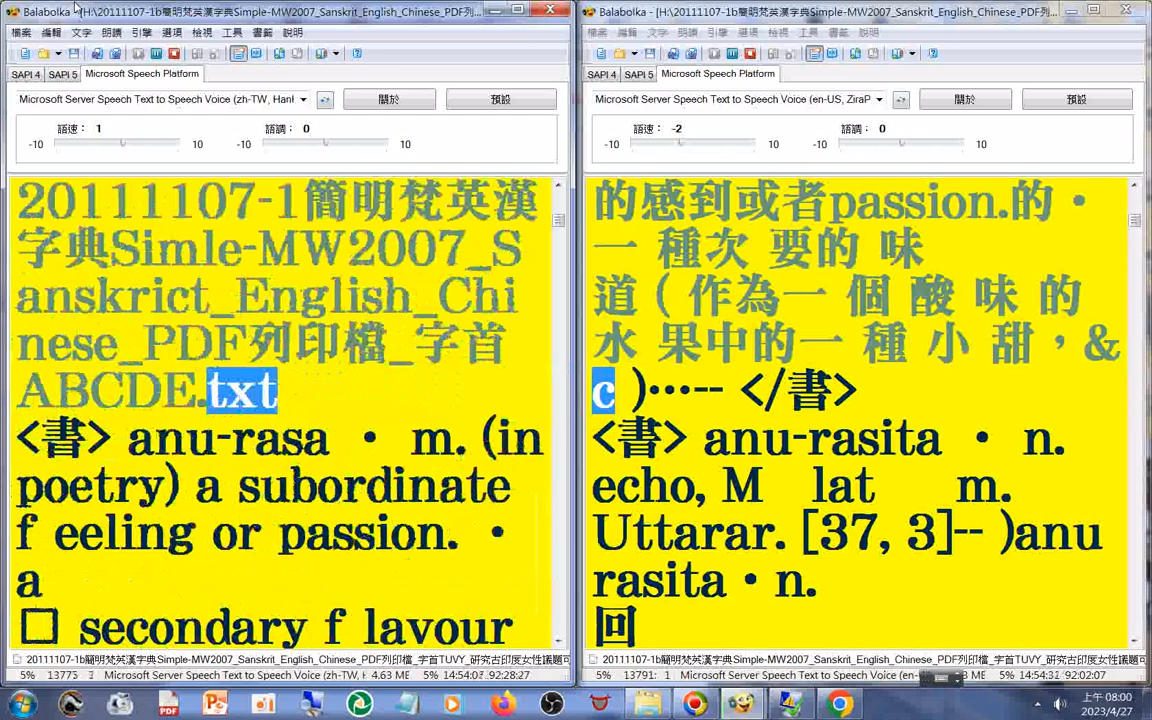 Balabolka - [H:\20111107-1b簡明梵英漢字典Simple-MW2007_Sanskrit_English_Chinese_PDF列...
檔案 編輯 文字 朗讀 引擎 選項 檢視 工具 書籤 說明
SAPI 4 SAPI 5 Microsoft Speech Platform
Microsoft Server Speech Text to Speech Voice (zh-TW, Hanl 關於 預設
語速： 1 語調： 0
-10 10 -10 10
20111107-1簡明梵英漢
字典Simle-MW2007_S
anskrict_English_Chi
nese_PDF列印檔_字首
ABCDE.txt
<書> anu-rasa ・ m. (in
poetry) a subordinate
f eeling or passion. ・
a
□ secondary f lavour
20111107-1b簡明梵英漢字典Simple-MW2007_Sanskrit_English_Chinese_PDF列印檔_字首TUVY_研究古印度女性議題可
5% 13775 Microsoft Server Speech Text to Speech Voice (zh-TW, H 4.63 ME 5% 14:54:07 92:28:27
Balabolka - [H:\20111107-1b簡明梵英漢字典Simple-MW2007_Sanskrit_English_Chinese_PDF列...
檔案 編輯 文字 朗讀 引擎 選項 檢視 工具 書籤 說明
SAPI 4 SAPI 5 Microsoft Speech Platform
Microsoft Server Speech Text to Speech Voice (en-US, ZiraP 關於 預設
語速： -2 語調： 0
-10 10 -10 10
的感到或者passion.的・
一 種次 要的 味
道 ( 作為一 個 酸 味 的
水 果中的一 種 小 甜，&
c )…-- </書>
<書> anu-rasita ・ n.
echo, M lat m.
Uttarar. [37, 3]-- )anu
rasita・n.
回
20111107-1b簡明梵英漢字典Simple-MW2007_Sanskrit_English_Chinese_PDF列印檔_字首TUVY_研究古印度女性議題可
5% 13791: 1 Microsoft Server Speech Text to Speech Voice 5% 14:54:3 92:02:07
PDF
上午 08:00
2023/4/27